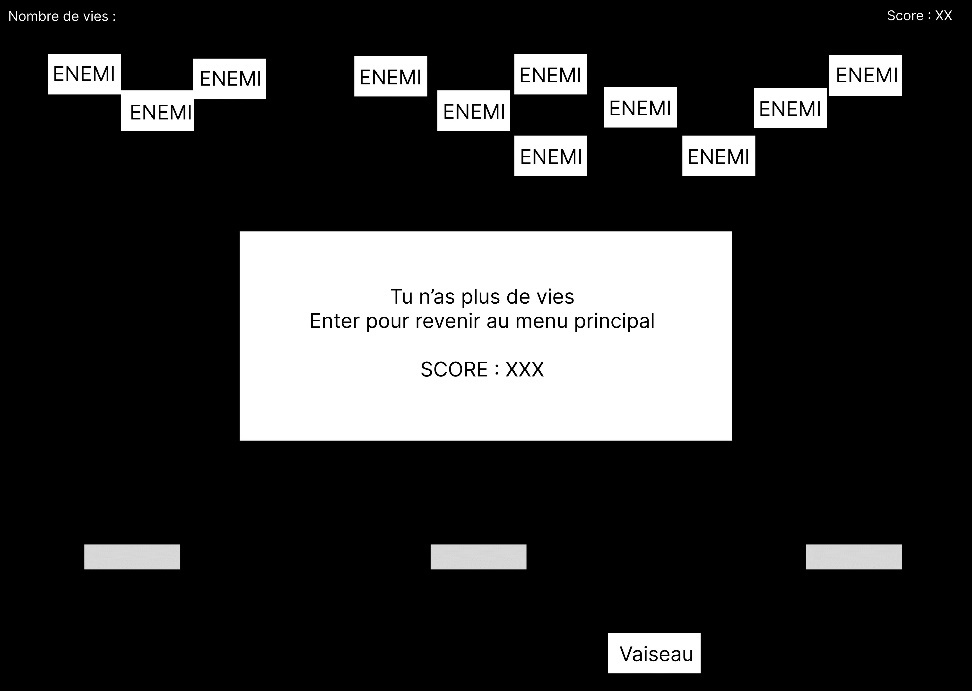 Nombre de vies :
Score : XX
ENEMI
ENEMI
ENEMI
ENEMI
ENEMI
ENEMI
ENEMI
ENEMI
ENEMI
ENEMI
ENEMI
Tu n’as plus de vies
Enter pour revenir au menu principal
SCORE : XXX
Vaiseau